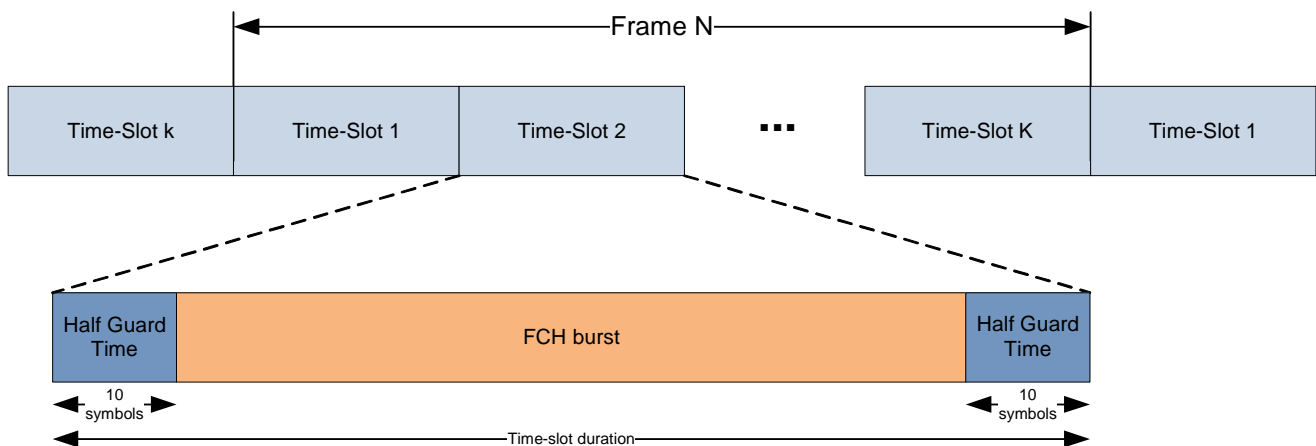 Frame N
Time-Slot k
Time-Slot 1
Time-Slot 2
...
Time-Slot K
Time-Slot 1
Half Guard
Time
FCH burst
Half Guard
Time
10
symbols
10
symbols
Time-slot duration